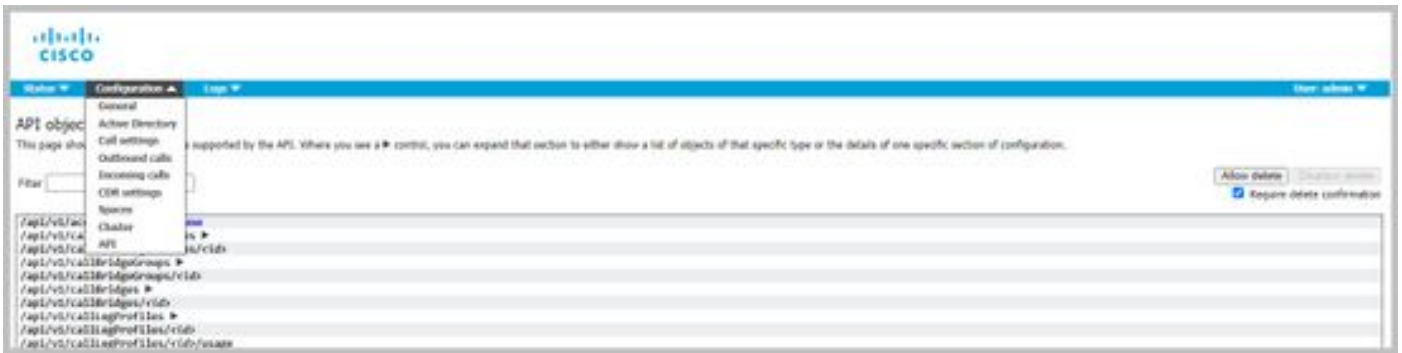 CISCO
Status Configuration Logs User: admin
General
Active Directory
Call settings
Outbound calls
Incoming calls
CDR settings
Spaces
Cluster
API
API objec
This page sho supported by the API. Where you see a ▶ control, you can expand that section to either show a list of objects of that specific type or the details of one specific section of configuration.
Filter Allow delete
Require delete confirmation
/api/v1/ac
/api/v1/ca ▶
/api/v1/ca /<id>
/api/v1/callBridgeGroups ▶
/api/v1/callBridgeGroups/<id>
/api/v1/callBridges ▶
/api/v1/callBridges/<id>
/api/v1/callingProfiles ▶
/api/v1/callingProfiles/<id>
/api/v1/callingProfiles/<id>/usage